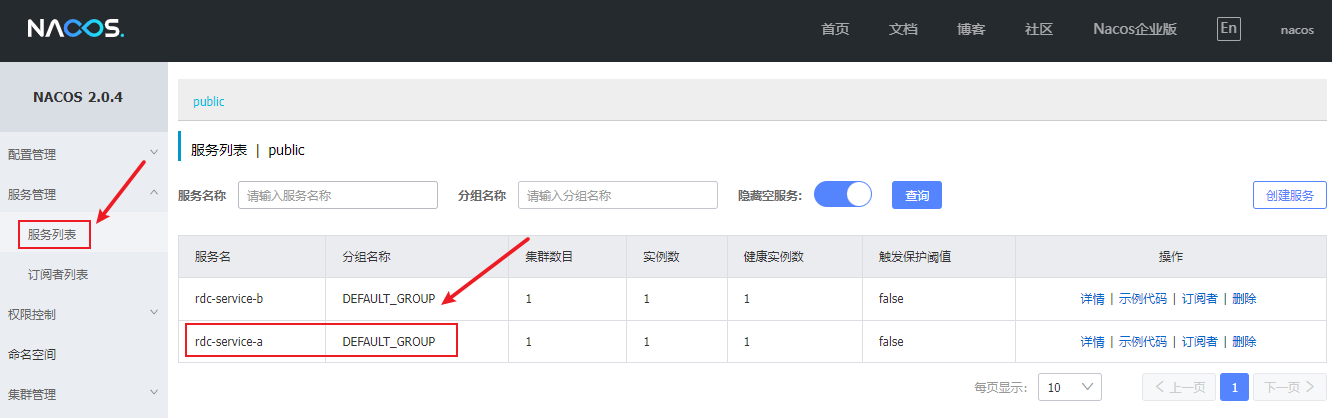 NACOS. 首页 文档 博客 社区 Nacos企业版 En nacos
NACOS 2.0.4
配置管理
服务管理
服务列表
订阅者列表
权限控制
命名空间
集群管理
public
服务列表 | public
服务名称 请输入服务名称 分组名称 请输入分组名称 隐藏空服务: 查询 创建服务
服务名 分组名称 集群数目 实例数 健康实例数 触发保护阈值 操作
rdc-service-b DEFAULT_GROUP 1 1 1 false 详情 | 示例代码 | 订阅者 | 删除
rdc-service-a DEFAULT_GROUP 1 1 1 false 详情 | 示例代码 | 订阅者 | 删除
每页显示: 10 上一页 1 下一页